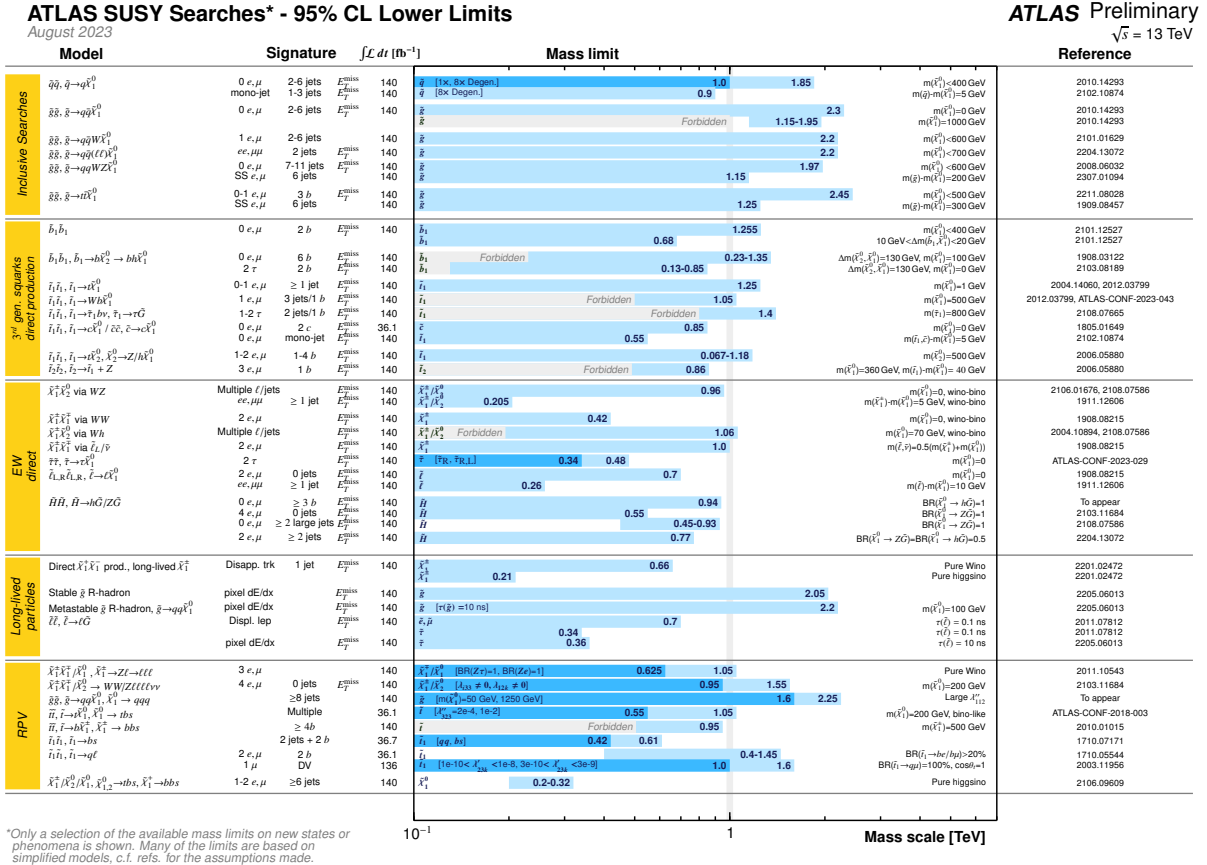 ATLAS SUSY Searches* - 95% CL Lower Limits
August 2023
ATLAS Preliminary
√s = 13 TeV
Model Signature ∫L dt [fb⁻¹] Mass limit Reference
Inclusive Searches
q̃q̃, q̃→qχ̃⁰₁ 0 e,μ 2-6 jets E_T^miss 140 q̃ [1×, 8× Degen.] 1.0 1.85 m(χ̃⁰₁)<400 GeV 2010.14293
mono-jet 1-3 jets E_T^miss 140 q̃ [8× Degen.] 0.9 m(q̃)-m(χ̃⁰₁)=5 GeV 2102.10874
g̃g̃, g̃→qq̄χ̃⁰₁ 0 e,μ 2-6 jets E_T^miss 140 g̃ 2.3 m(χ̃⁰₁)=0 GeV 2010.14293
g̃ Forbidden 1.15-1.95 m(χ̃⁰₁)=1000 GeV 2010.14293
g̃g̃, g̃→qq̄Wχ̃⁰₁ 1 e,μ 2-6 jets 140 g̃ 2.2 m(χ̃⁰₁)<600 GeV 2101.01629
g̃g̃, g̃→qq̄(ℓℓ)χ̃⁰₁ ee,μμ 2 jets E_T^miss 140 g̃ 2.2 m(χ̃⁰₁)<700 GeV 2204.13072
g̃g̃, g̃→qqWZχ̃⁰₁ 0 e,μ 7-11 jets E_T^miss 140 g̃ 1.97 m(χ̃⁰₁) <600 GeV 2008.06032
SS e,μ 6 jets 140 g̃ 1.15 m(g̃)-m(χ̃⁰₁)=200 GeV 2307.01094
g̃g̃, g̃→tt̄χ̃⁰₁ 0-1 e,μ 3 b E_T^miss 140 g̃ 2.45 m(χ̃⁰₁)<500 GeV 2211.08028
SS e,μ 6 jets 140 g̃ 1.25 m(g̃)-m(χ̃⁰₁)=300 GeV 1909.08457
3rd gen. squarks
direct production
b̃₁b̃₁ 0 e,μ 2 b E_T^miss 140 b̃₁ 1.255 m(χ̃⁰₁)<400 GeV 2101.12527
b̃₁ 0.68 10 GeV<Δm(b̃₁,χ̃⁰₁)<20 GeV 2101.12527
b̃₁b̃₁, b̃₁→bχ̃⁰₂ → bhχ̃⁰₁ 0 e,μ 6 b E_T^miss 140 b̃₁ Forbidden 0.23-1.35 Δm(χ̃⁰₂,χ̃⁰₁)=130 GeV, m(χ̃⁰₁)=100 GeV 1908.03122
2 τ 2 b E_T^miss 140 b̃₁ 0.13-0.85 Δm(χ̃⁰₂,χ̃⁰₁)=130 GeV, m(χ̃⁰₁)=0 GeV 2103.08189
t̃₁t̃₁, t̃₁→tχ̃⁰₁ 0-1 e,μ ≥ 1 jet E_T^miss 140 t̃₁ 1.25 m(χ̃⁰₁)=1 GeV 2004.14060, 2012.03799
t̃₁t̃₁, t̃₁→Wbχ̃⁰₁ 1 e,μ 3 jets/1 b E_T^miss 140 t̃₁ Forbidden 1.05 m(χ̃⁰₁)=500 GeV 2012.03799, ATLAS-CONF-2023-043
t̃₁t̃₁, t̃₁→τ̃₁bν, τ̃₁→τG̃ 1-2 τ 2 jets/1 b E_T^miss 140 t̃₁ Forbidden 1.4 m(τ̃₁)=800 GeV 2108.07665
t̃₁t̃₁, t̃₁→cχ̃⁰₁ / c̃c̃, c̃→cχ̃⁰₁ 0 e,μ 2 c E_T^miss 36.1 c̃ 0.85 m(χ̃⁰₁)=0 GeV 1805.01649
0 e,μ mono-jet E_T^miss 140 t̃₁ 0.55 m(t̃₁,c̃)-m(χ̃⁰₁)=5 GeV 2102.10874
t̃₁t̃₁, t̃₁→tχ̃⁰₂, χ̃⁰₂→Z/hχ̃⁰₁ 1-2 e,μ 1-4 b E_T^miss 140 t̃₁ 0.067-1.18 m(χ̃⁰₂)=500 GeV 2006.05880
t̃₂t̃₂, t̃₂→t̃₁ + Z 3 e,μ 1 b E_T^miss 140 t̃₂ Forbidden 0.86 m(χ̃⁰₁)=360 GeV, m(t̃₁)-m(χ̃⁰₁)= 40 GeV 2006.05880
EW
direct
χ̃±₁χ̃⁰₂ via WZ Multiple ℓ/jets E_T^miss 140 χ̃±₁/χ̃⁰₂ 0.96 m(χ̃⁰₁)=0, wino-bino 2106.01676, 2108.07586
ee,μμ ≥ 1 jet E_T^miss 140 χ̃±₁/χ̃⁰₂ 0.205 m(χ̃±₁)-m(χ̃⁰₁)=5 GeV, wino-bino 1911.12606
χ̃±₁χ̃∓₁ via WW 2 e,μ E_T^miss 140 χ̃±₁ 0.42 m(χ̃⁰₁)=0, wino-bino 1908.08215
χ̃±₁χ̃⁰₂ via Wh Multiple ℓ/jets E_T^miss 140 χ̃±₁/χ̃⁰₂ Forbidden 1.06 m(χ̃⁰₁)=70 GeV, wino-bino 2004.10894, 2108.07586
χ̃±₁χ̃∓₁ via ℓ̃_L/ν̃ 2 e,μ E_T^miss 140 χ̃±₁ 1.0 m(ℓ̃,ν̃)=0.5(m(χ̃±₁)+m(χ̃⁰₁)) 1908.08215
τ̃τ̃, τ̃→τχ̃⁰₁ 2 τ E_T^miss 140 τ̃ [τ̃_R, τ̃_R,L] 0.34 0.48 m(χ̃⁰₁)=0 ATLAS-CONF-2023-029
ℓ̃_L,Rℓ̃_L,R, ℓ̃→ℓχ̃⁰₁ 2 e,μ 0 jets E_T^miss 140 ℓ̃ 0.7 m(χ̃⁰₁)=0 1908.08215
ee,μμ ≥ 1 jet E_T^miss 140 ℓ̃ 0.26 m(ℓ̃)-m(χ̃⁰₁)=10 GeV 1911.12606
H̃H̃, H̃→hG̃/ZG̃ 0 e,μ ≥ 3 b E_T^miss 140 H̃ 0.94 BR(χ̃⁰₁ → hG̃)=1 To appear
4 e,μ 0 jets E_T^miss 140 H̃ 0.55 BR(χ̃⁰₁ → ZG̃)=1 2103.11684
0 e,μ ≥ 2 large jets E_T^miss 140 H̃ 0.45-0.93 BR(χ̃⁰₁ → ZG̃)=1 2108.07586
2 e,μ ≥ 2 jets E_T^miss 140 H̃ 0.77 BR(χ̃⁰₁ → ZG̃)=BR(χ̃⁰₁ → hG̃)=0.5 2204.13072
Long-lived
particles
Direct χ̃⁺₁χ̃⁻₁ prod., long-lived χ̃±₁ Disapp. trk 1 jet E_T^miss 140 χ̃±₁ 0.66 Pure Wino 2201.02472
χ̃±₁ 0.21 Pure higgsino 2201.02472
Stable g̃ R-hadron pixel dE/dx E_T^miss 140 g̃ 2.05 2205.06013
Metastable g̃ R-hadron, g̃→qqχ̃⁰₁ pixel dE/dx E_T^miss 140 g̃ [τ(g̃) =10 ns] 2.2 m(χ̃⁰₁)=100 GeV 2205.06013
ℓ̃ℓ̃, ℓ̃→ℓG̃ Displ. lep E_T^miss 140 ẽ, μ̃ 0.7 τ(ℓ̃) = 0.1 ns 2011.07812
τ̃ 0.34 τ(ℓ̃) = 0.1 ns 2011.07812
pixel dE/dx E_T^miss 140 τ̃ 0.36 τ(ℓ̃) = 10 ns 2205.06013
RPV
χ̃±₁χ̃∓₁/χ̃⁰₁, χ̃±₁→Zℓ→ℓℓℓ 3 e,μ 140 χ̃∓₁/χ̃⁰₁ [BR(Zτ)=1, BR(Ze)=1] 0.625 1.05 Pure Wino 2011.10543
χ̃±₁χ̃∓₁/χ̃⁰₂ → WW/Zℓℓℓℓνν 4 e,μ 0 jets E_T^miss 140 χ̃±₁/χ̃⁰₂ [λ_i33 ≠ 0, λ_12k ≠ 0] 0.95 1.55 m(χ̃⁰₁)=200 GeV 2103.11684
g̃g̃, g̃→qqχ̃⁰₁, χ̃⁰₁ → qqq ≥8 jets 140 g̃ [m(χ̃⁰₁)=50 GeV, 1250 GeV] 1.6 2.25 Large λ''₁₁₂ To appear
t̃t̃, t̃→tχ̃⁰₁, χ̃⁰₁ → tbs Multiple 36.1 t̃ [λ''₃₂₃=2e-4, 1e-2] 0.55 1.05 m(χ̃⁰₁)=200 GeV, bino-like ATLAS-CONF-2018-003
t̃t̃, t̃→bχ̃±₁, χ̃±₁ → bbs ≥ 4b 140 t̃ Forbidden 0.95 m(χ̃±₁)=500 GeV 2010.01015
t̃₁t̃₁, t̃₁→bs 2 jets + 2 b 36.7 t̃₁ [qq, bs] 0.42 0.61 1710.07171
t̃₁t̃₁, t̃₁→qℓ 2 e,μ 2 b 36.1 t̃₁ 0.4-1.45 BR(t̃₁→be/bμ)>20% 1710.05544
1 μ DV 136 t̃₁ [1e-10< λ'₂₃ₖ <1e-8, 3e-10< λ'₂₃ₖ <3e-9] 1.0 1.6 BR(t̃₁→qμ)=100%, cosθₜ=1 2003.11956
χ̃±₁/χ̃⁰₂/χ̃⁰₁, χ̃⁰₁,₂→tbs, χ̃⁺₁→bbs 1-2 e,μ ≥6 jets 140 χ̃⁰₁ 0.2-0.32 Pure higgsino 2106.09609
10⁻¹ 1 Mass scale [TeV]
*Only a selection of the available mass limits on new states or
phenomena is shown. Many of the limits are based on
simplified models, c.f. refs. for the assumptions made.